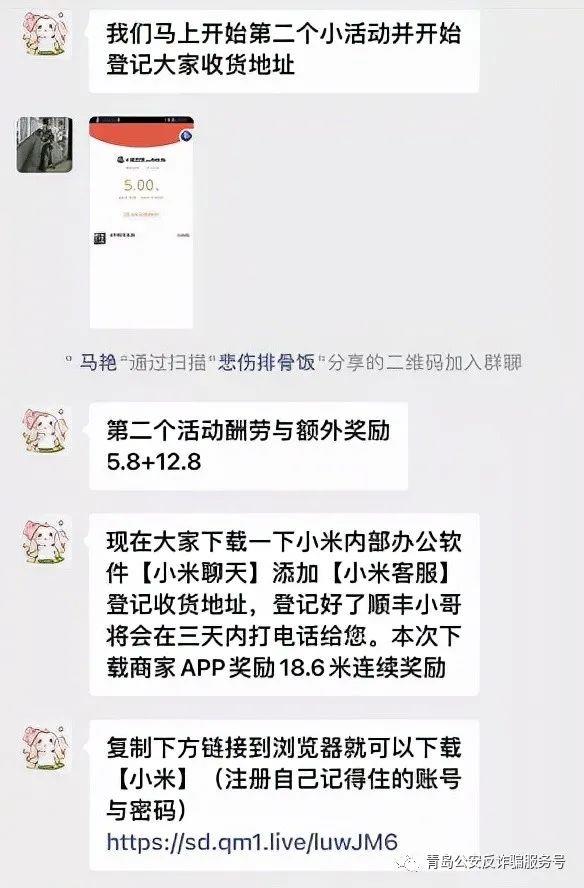 我们马上开始第二个小活动并开始
登记大家收货地址
5.00
"马艳"通过扫描"悲伤排骨饭"分享的二维码加入群聊
第二个活动酬劳与额外奖励
5.8+12.8
现在大家下载一下小米内部办公软
件【小米聊天】添加【小米客服】
登记收货地址，登记好了顺丰小哥
将会在三天内打电话给您。本次下
载商家APP奖励18.6米连续奖励
复制下方链接到浏览器就可以下载
【小米】（注册自己记得住的账号
与密码）
https://sd.qm1.live/luwJM6
青岛公安反诈骗服务号